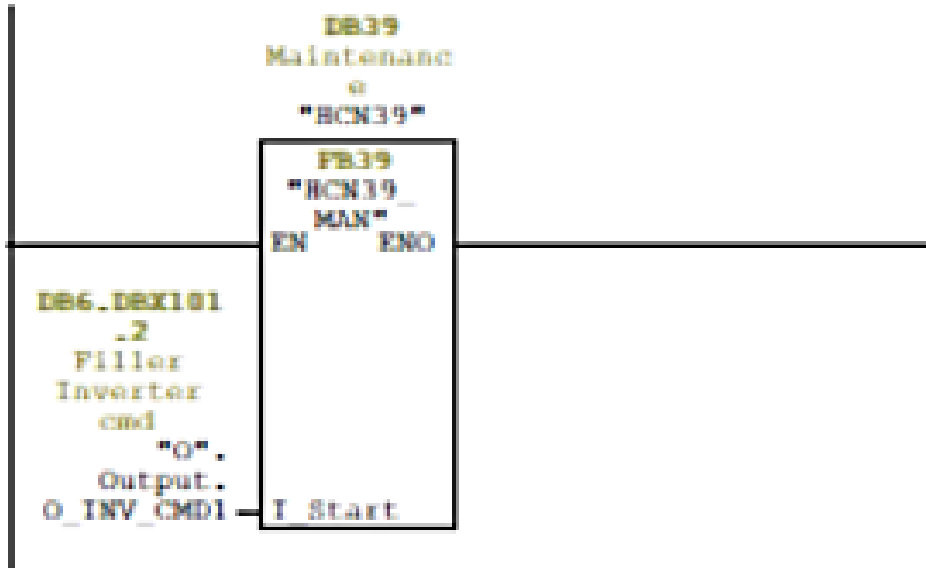 DB39
Maintenanc
e
"HCN39"
FB39
"HCN39_
MAN"
EN ENO
DB6.DBX101
.2
Filler
Inverter
cmd
"O".
Output.
O_INV_CMD1
I_Start